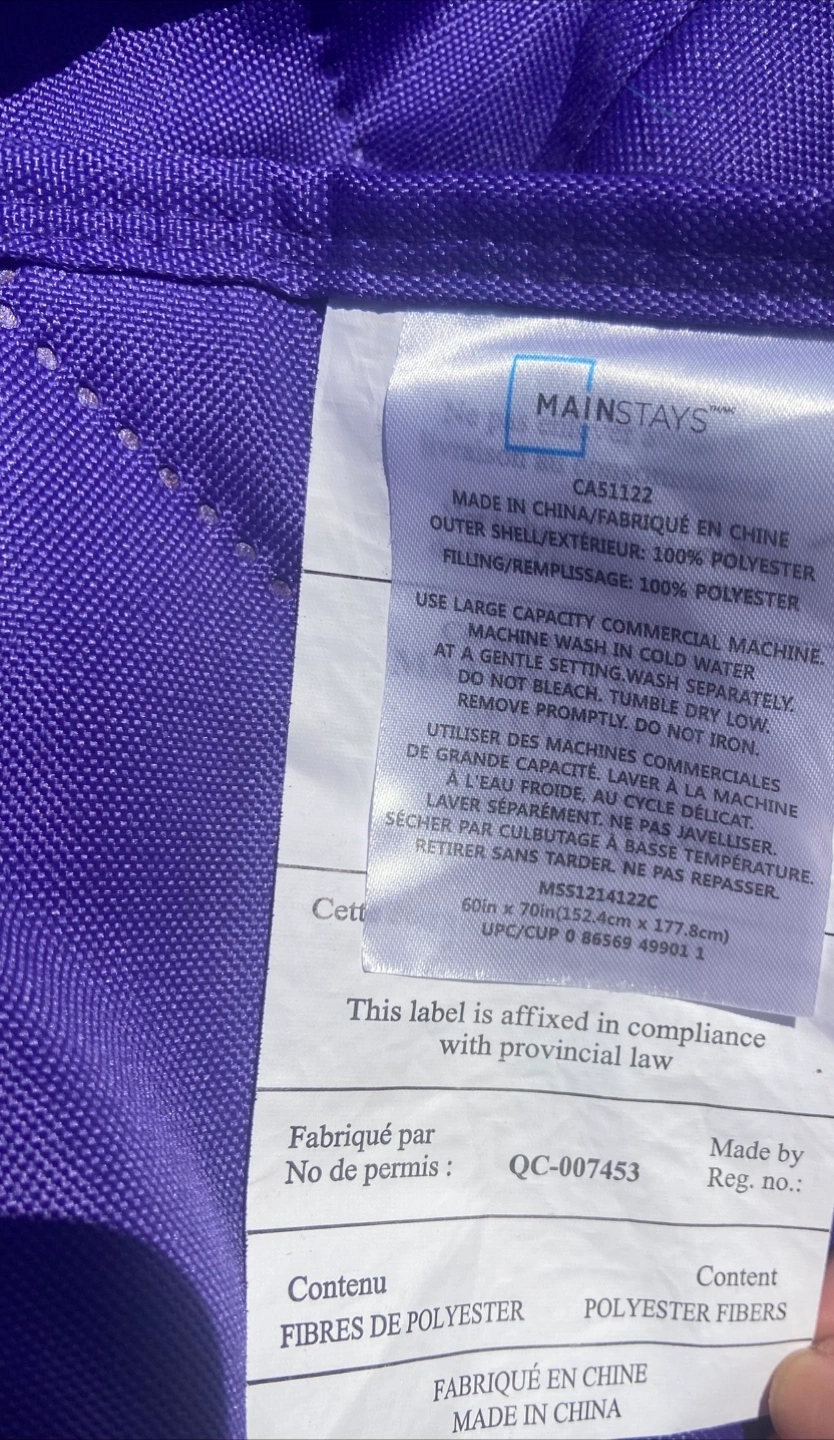 MAINSTAYS™/MC
CA51122
MADE IN CHINA/FABRIQUÉ EN CHINE
OUTER SHELL/EXTÉRIEUR: 100% POLYESTER
FILLING/REMPLISSAGE: 100% POLYESTER
USE LARGE CAPACITY COMMERCIAL MACHINE.
MACHINE WASH IN COLD WATER
AT A GENTLE SETTING.WASH SEPARATELY.
DO NOT BLEACH. TUMBLE DRY LOW.
REMOVE PROMPTLY. DO NOT IRON.
UTILISER DES MACHINES COMMERCIALES
DE GRANDE CAPACITÉ. LAVER À LA MACHINE
À L'EAU FROIDE, AU CYCLE DÉLICAT.
LAVER SÉPARÉMENT. NE PAS JAVELLISER.
SÉCHER PAR CULBUTAGE À BASSE TEMPÉRATURE.
RETIRER SANS TARDER. NE PAS REPASSER.
MSS1214122C
60in x 70in(152.4cm x 177.8cm)
UPC/CUP 0 86569 49901 1
Cett
This label is affixed in compliance
with provincial law
Fabriqué par
No de permis :
QC-007453
Made by
Reg. no.:
Contenu
FIBRES DE POLYESTER
Content
POLYESTER FIBERS
FABRIQUÉ EN CHINE
MADE IN CHINA